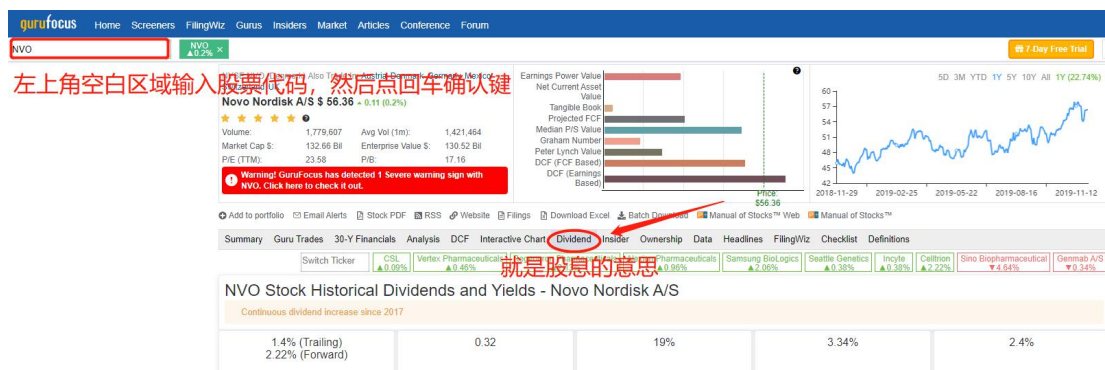 gurufocus Home Screeners FilingWiz Gurus Insiders Market Articles Conference Forum
NVO
NVO ▲0.2% ×
7-Day Free Trial
左上角空白区域输入股票代码，然后点回车确认键
Novo Nordisk A/S $ 56.36 ▲ 0.11 (0.2%)
Volume: 1,779,607 Avg Vol (1m): 1,421,464
Market Cap $: 132.66 Bil Enterprise Value $: 130.52 Bil
P/E (TTM): 23.58 P/B: 17.16
Warning! GuruFocus has detected 1 Severe warning sign with
NVO. Click here to check it out.
Earnings Power Value
Net Current Asset
Value
Tangible Book
Projected FCF
Median P/S Value
Graham Number
Peter Lynch Value
DCF (FCF Based)
DCF (Earnings
Based)
Price:
$56.36
5D 3M YTD 1Y 5Y 10Y All 1Y (22.74%)
60
57
54
51
48
45
42
2018-11-29 2019-02-25 2019-05-22 2019-08-16 2019-11-12
Add to portfolio Email Alerts Stock PDF RSS Website Filings Download Excel Batch Download Manual of Stocks™ Web Manual of Stocks™
Summary Guru Trades 30-Y Financials Analysis DCF Interactive Chart Dividend Insider Ownership Data Headlines FilingWiz Checklist Definitions
Switch Ticker
CSL ▲0.09%
Vertex Pharmaceuticals ▲0.46%
Pharmaceuticals ▲0.96%
Samsung BioLogics ▲2.06%
Seattle Genetics ▲0.38%
Incyte ▲0.38%
Celltrion ▲2.22%
Sino Biopharmaceutical ▼4.64%
Genmab A/S ▼0.34%
就是股息的意思
NVO Stock Historical Dividends and Yields - Novo Nordisk A/S
Continuous dividend increase since 2017
1.4% (Trailing)
2.22% (Forward)
0.32
19%
3.34%
2.4%